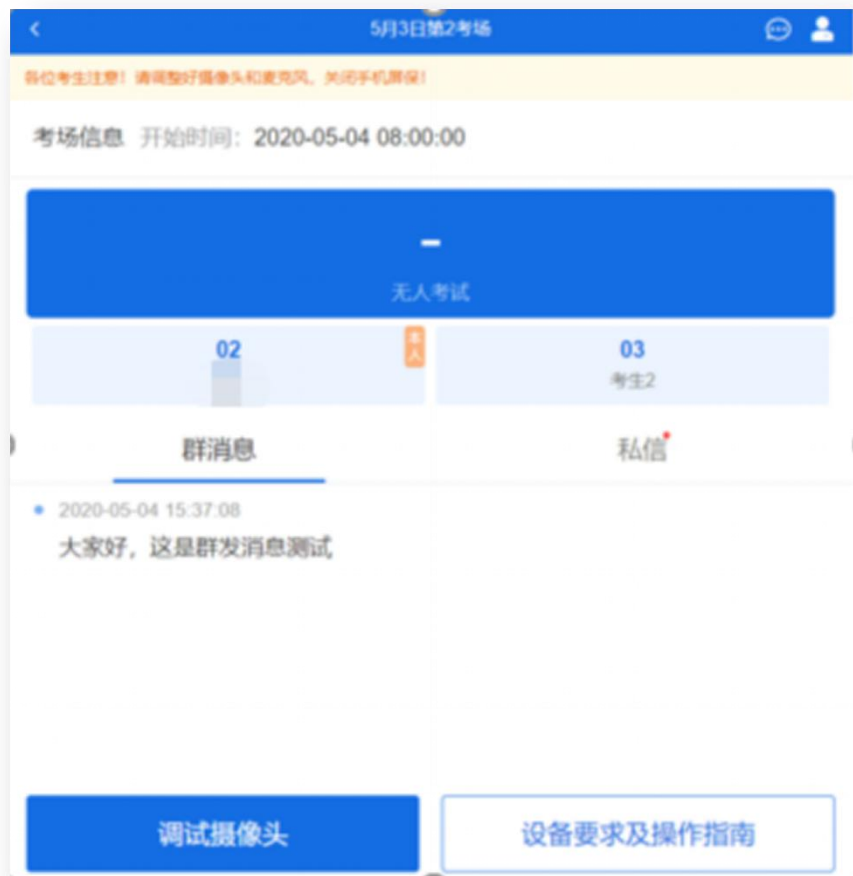 5月3日第2考场
各位考生注意！请调整好摄像头和麦克风，关闭手机屏保！
考场信息 开始时间：2020-05-04 08:00:00
-
无人考试
02
本人
03
考生2
群消息
私信
2020-05-04 15:37:08
大家好，这是群发消息测试
调试摄像头
设备要求及操作指南